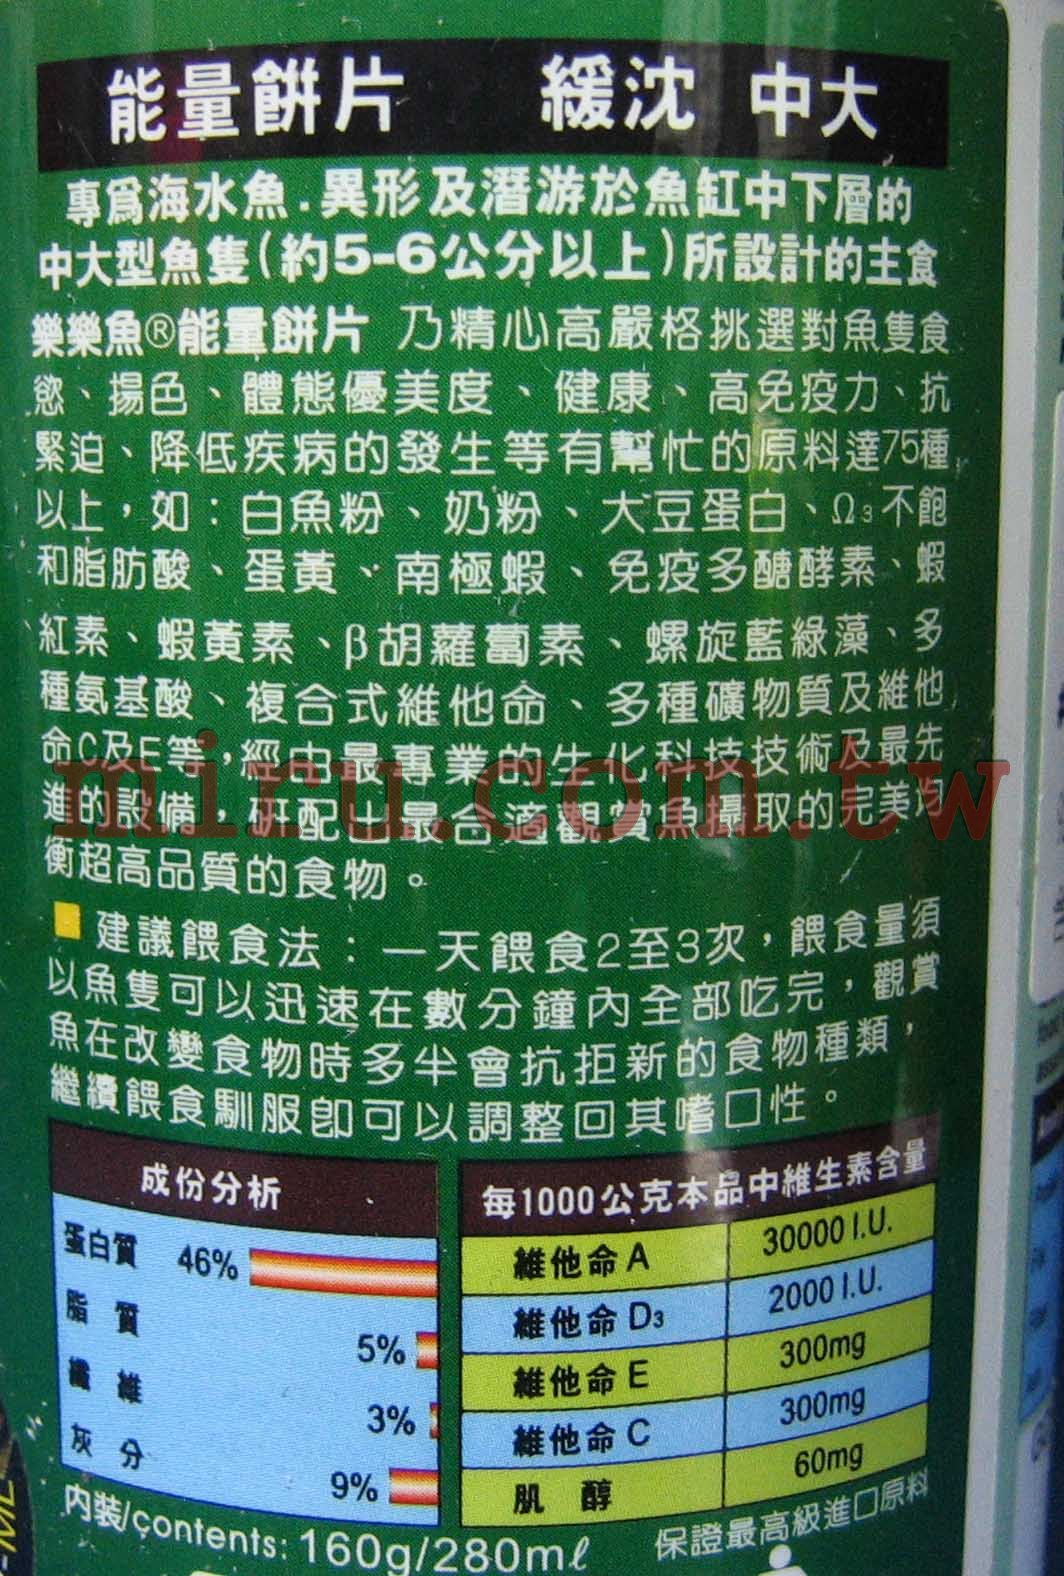 能量餅片 緩沈 中大
專為海水魚.異形及潛游於魚缸中下層的
中大型魚隻(約5-6公分以上)所設計的主食
樂樂魚®能量餅片 乃精心高嚴格挑選對魚隻食
慾、揚色、體態優美度、健康、高免疫力、抗
緊迫、降低疾病的發生等有幫忙的原料達75種
以上，如：白魚粉、奶粉、大豆蛋白、Ω3不飽
和脂肪酸、蛋黃、南極蝦、免疫多醣酵素、蝦
紅素、蝦黃素、β胡蘿蔔素、螺旋藍綠藻、多
種氨基酸、複合式維他命、多種礦物質及維他
命C及E等，經由最專業的生化科技技術及最先
進的設備，研配出最合適觀賞魚攝取的完美均
衡超高品質的食物。
miru.com.tw
建議餵食法：一天餵食2至3次，餵食量須
以魚隻可以迅速在數分鐘內全部吃完，觀賞
魚在改變食物時多半會抗拒新的食物種類，
繼續餵食馴服即可以調整回其嗜口性。
成份分析
蛋白質 46%
脂質 5%
纖維 3%
灰分 9%
每1000公克本品中維生素含量
維他命A 30000 I.U.
維他命D3 2000 I.U.
維他命E 300mg
維他命C 300mg
肌醇 60mg
內裝/contents: 160g/280mℓ
保證最高級進口原料